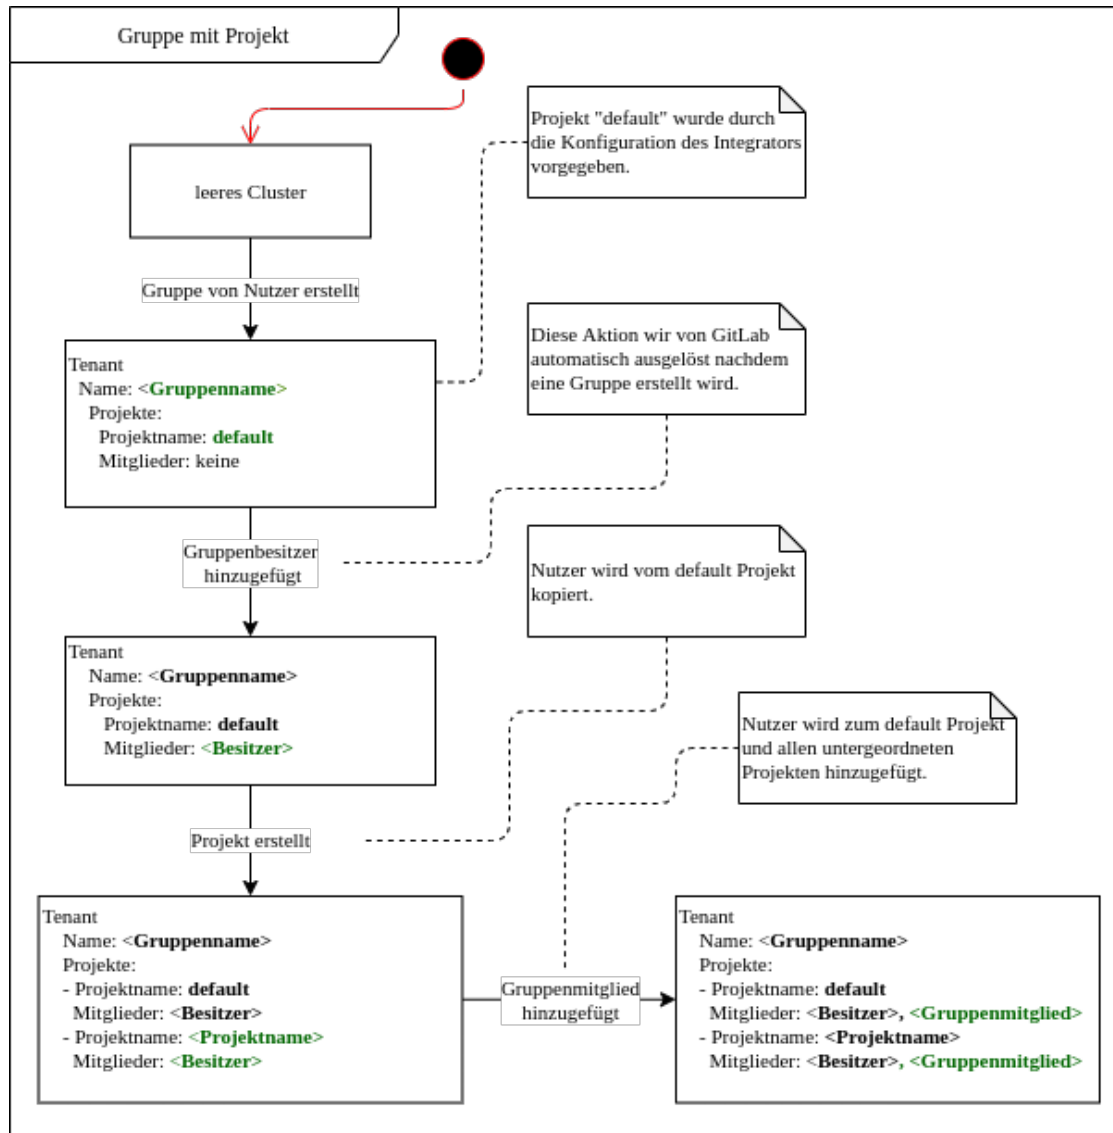 Gruppe mit Projekt
Projekt "default" wurde durch
die Konfiguration des Integrators
vorgegeben.
leeres Cluster
Gruppe von Nutzer erstellt
Diese Aktion wir von GitLab
automatisch ausgelöst nachdem
eine Gruppe erstellt wird.
Tenant
Name: <Gruppenname>
Projekte:
Projektname: default
Mitglieder: keine
Gruppenbesitzer
hinzugefügt
Nutzer wird vom default Projekt
kopiert.
Tenant
Name: <Gruppenname>
Projekte:
Projektname: default
Mitglieder: <Besitzer>
Nutzer wird zum default Projekt
und allen untergeordneten
Projekten hinzugefügt.
Projekt erstellt
Tenant
Name: <Gruppenname>
Projekte:
- Projektname: default
Mitglieder: <Besitzer>
- Projektname: <Projektname>
Mitglieder: <Besitzer>
Gruppenmitglied
hinzugefügt
Tenant
Name: <Gruppenname>
Projekte:
- Projektname: default
Mitglieder: <Besitzer>, <Gruppenmitglied>
- Projektname: <Projektname>
Mitglieder: <Besitzer>, <Gruppenmitglied>